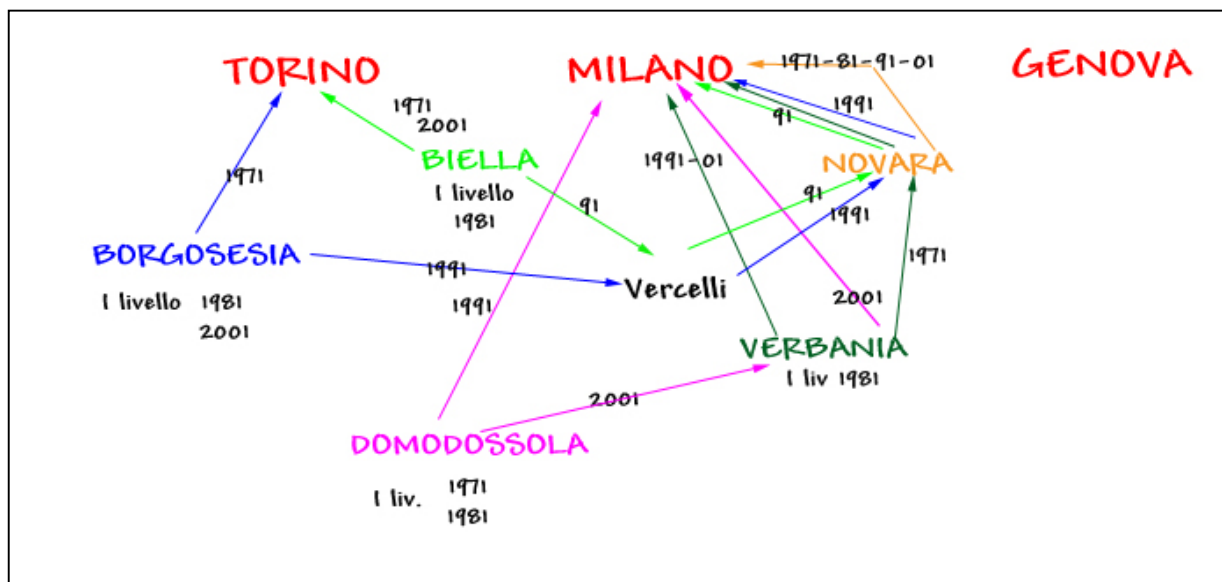 TORINO
MILANO
1971-81-91-01
GENOVA
1971
2001
1991
91
BIELLA
1991-01
NOVARA
1971
I livello
1981
91
91
1991
BORGOSESIA
1971
1991
Vercelli
I livello 1981
2001
1991
2001
VERBANIA
I liv 1981
2001
DOMODOSSOLA
I liv. 1971
1981